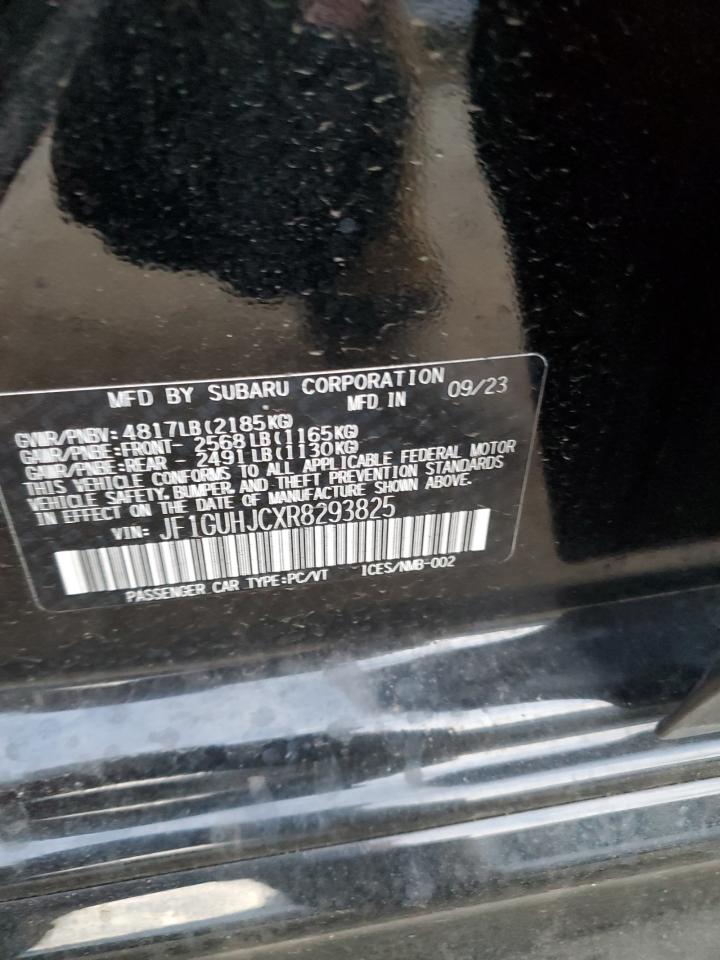 MFD BY SUBARU CORPORATION
MFD IN 09/23
GVWR/PNBV: 4817LB(2185KG)
GAWR/PNBE:FRONT- 2568LB(1165KG)
GAWR/PNBE:REAR - 2491LB(1130KG)
THIS VEHICLE CONFORMS TO ALL APPLICABLE FEDERAL MOTOR
VEHICLE SAFETY, BUMPER, AND THEFT PREVENTION STANDARDS
IN EFFECT ON THE DATE OF MANUFACTURE SHOWN ABOVE.
VIN: JF1GUHJCXR8293825
PASSENGER CAR TYPE:PC/VT ICES/NMB-002